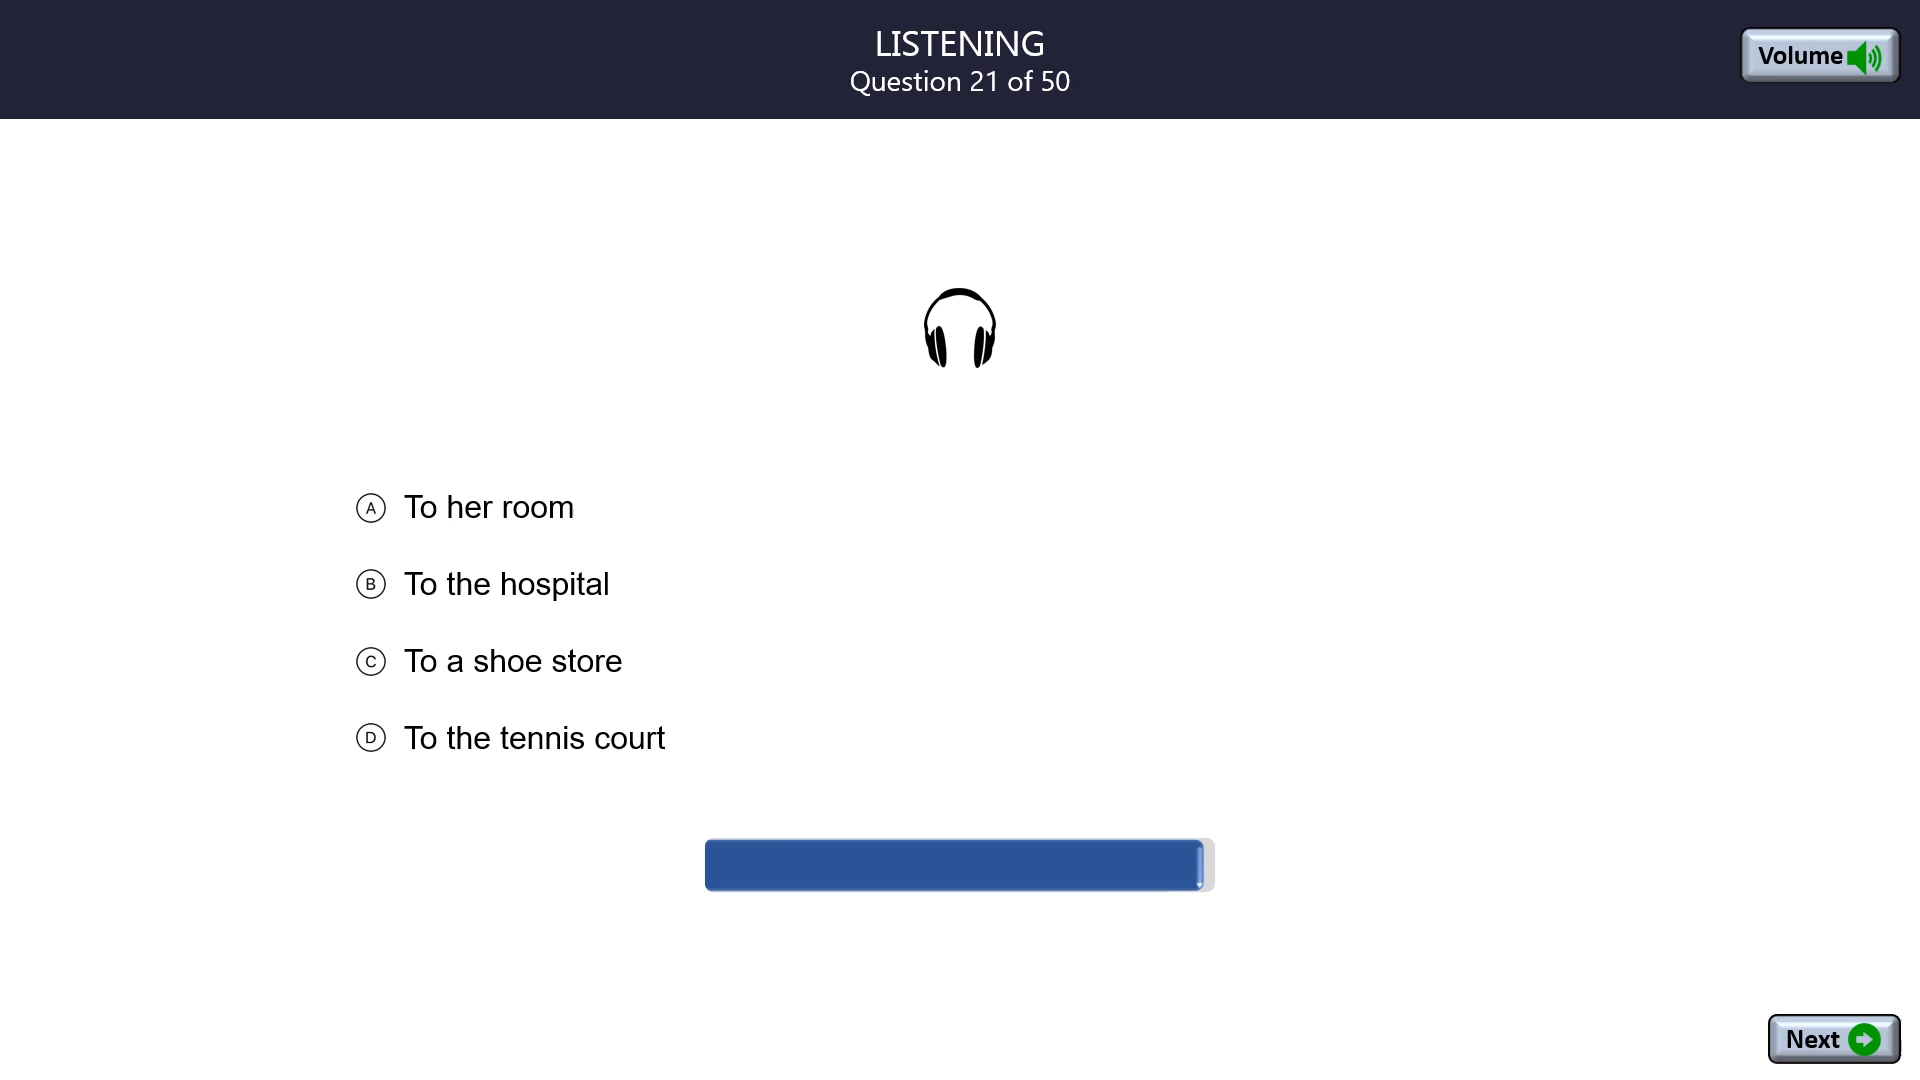 LISTENING
Question 21 of 50
Volume
A To her room
B To the hospital
C To a shoe store
D To the tennis court
Next